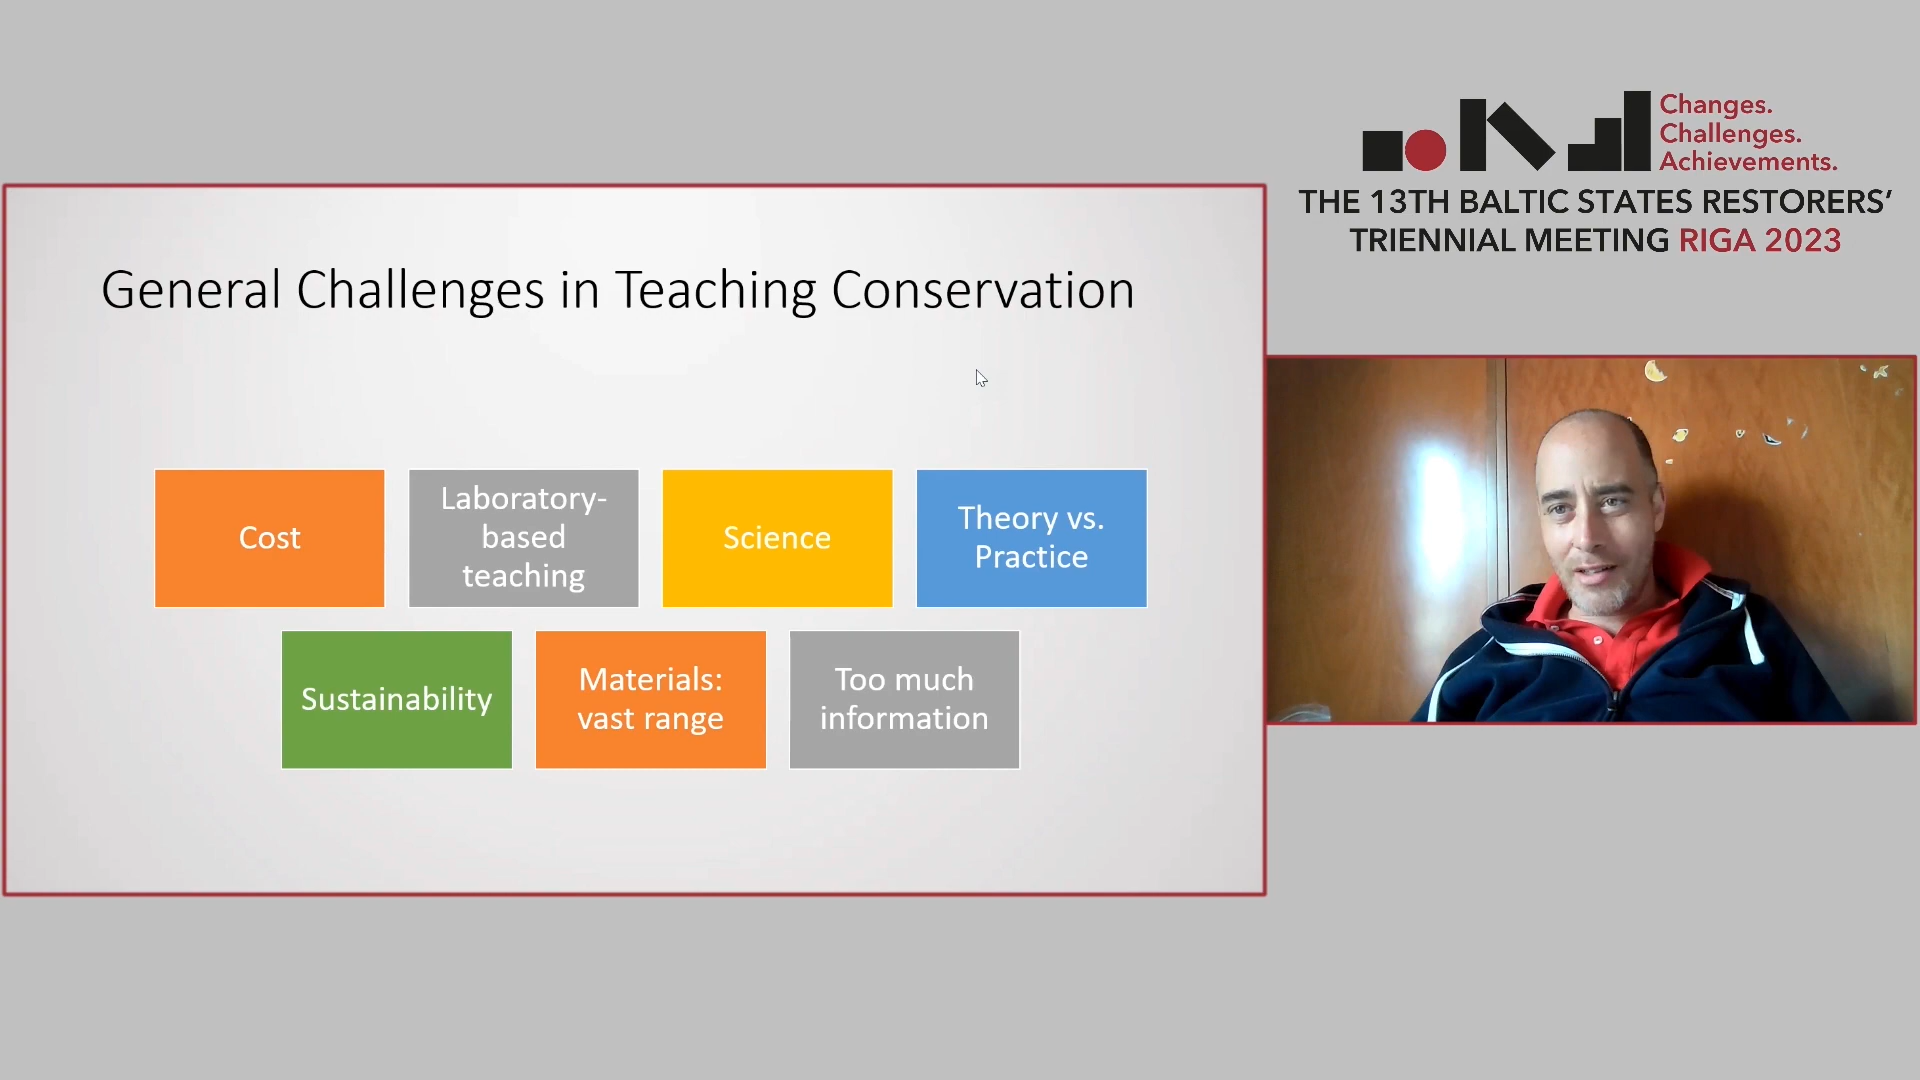 Changes.
Challenges.
Achievements.
THE 13TH BALTIC STATES RESTORERS'
TRIENNIAL MEETING RIGA 2023
General Challenges in Teaching Conservation
Cost
Laboratory-
based
teaching
Science
Theory vs.
Practice
Sustainability
Materials:
vast range
Too much
information